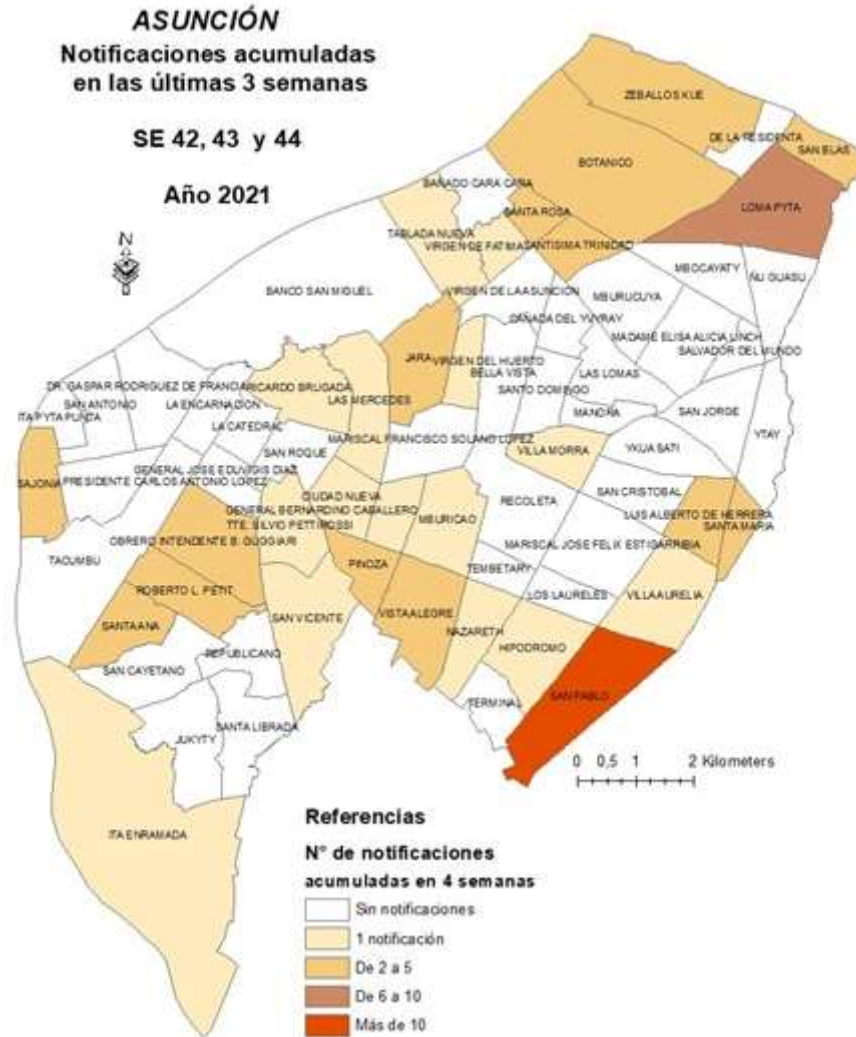 ASUNCIÓN
Notificaciones acumuladas
en las últimas 3 semanas
SE 42, 43 y 44
Año 2021
N
ZEBALLOS KUE
DE LA RESIDENTA
SAN BLAS
BOTANICO
BAÑADO CARA CARA
SANTA ROSA
LOMA PYTA
TABLADA NUEVA
VIRGEN DE FATIMA
SANTISIMA TRINIDAD
MBOCAYATY
ÑU GUASU
BANCO SAN MIGUEL
VIRGEN DE LA ASUNCION
MBURUCUYA
CAÑADA DEL YVYRAY
MADAME ELISA ALICIA LINCH
SALVADOR DEL MUNDO
JARA
VIRGEN DEL HUERTO
BELLA VISTA
LAS LOMAS
DR. GASPAR RODRIGUEZ DE FRANCIA
RICARDO BRUGADA
SANTO DOMINGO
SAN ANTONIO
LA ENCARNACION
LAS MERCEDES
ITA PYTA PUNTA
MANORA
SAN JORGE
LA CATEDRAL
MARISCAL FRANCISCO SOLANO LOPEZ
YTAY
SAN ROQUE
VILLA MORRA
YKUA SATI
GENERAL JOSE EDUVIGIS DIAZ
SAJONIA
PRESIDENTE CARLOS ANTONIO LOPEZ
CIUDAD NUEVA
RECOLETA
SAN CRISTOBAL
GENERAL BERNARDINO CABALLERO
MBURICAO
LUIS ALBERTO DE HERRERA
TTE. SILVIO PETTIROSSI
SANTA MARIA
OBRERO INTENDENTE B. GUGGIARI
MARISCAL JOSE FELIX ESTIGARRIBIA
TACUMBU
PINOZA
TEMBETARY
ROBERTO L. PETIT
LOS LAURELES
VILLA AURELIA
SANTA ANA
SAN VICENTE
VISTA ALEGRE
NAZARETH
HIPODROMO
REPUBLICANO
SAN CAYETANO
SAN PABLO
TERMINAL
SANTA LIBRADA
JUKYTY
0 0,5 1 2 Kilometers
ITA ENRAMADA
Referencias
N° de notificaciones
acumuladas en 4 semanas
Sin notificaciones
1 notificación
De 2 a 5
De 6 a 10
Más de 10